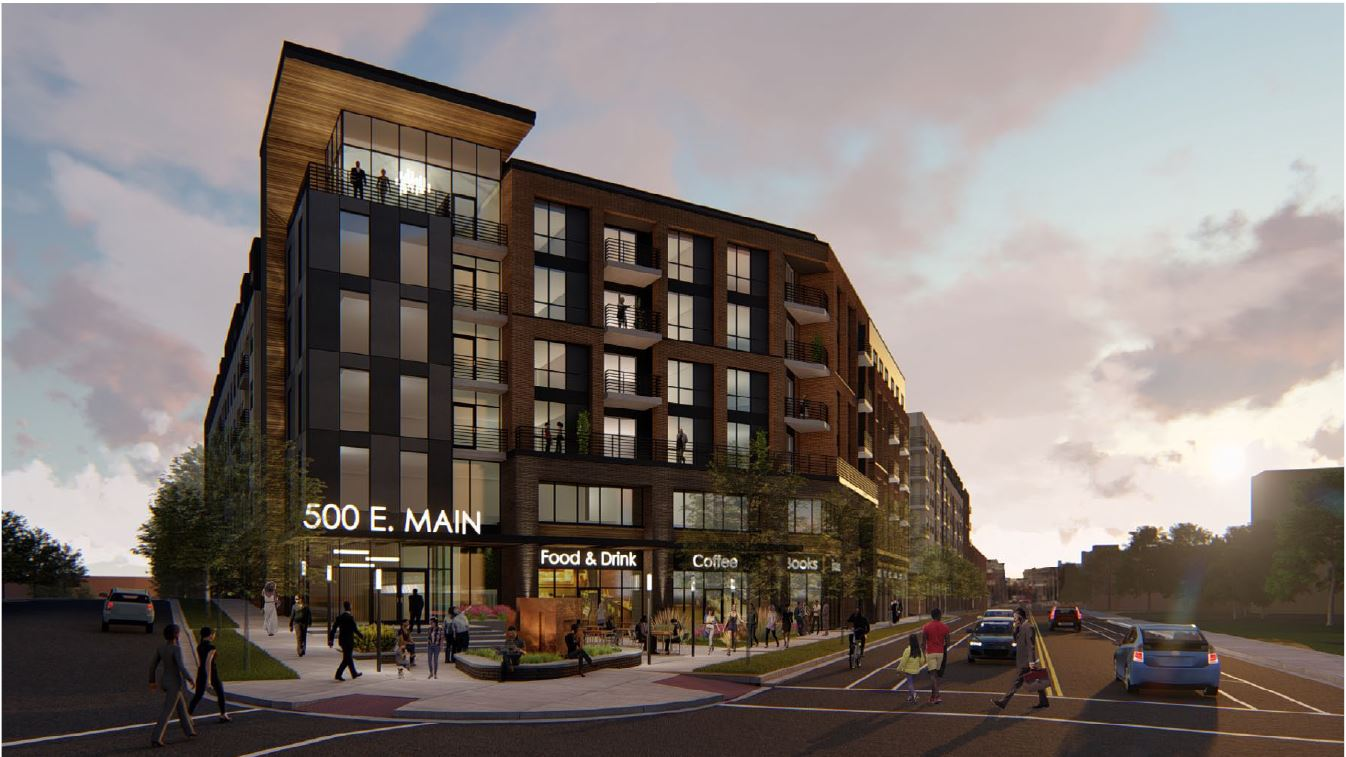 500 E. MAIN
Food & Drink
Coffee
Books